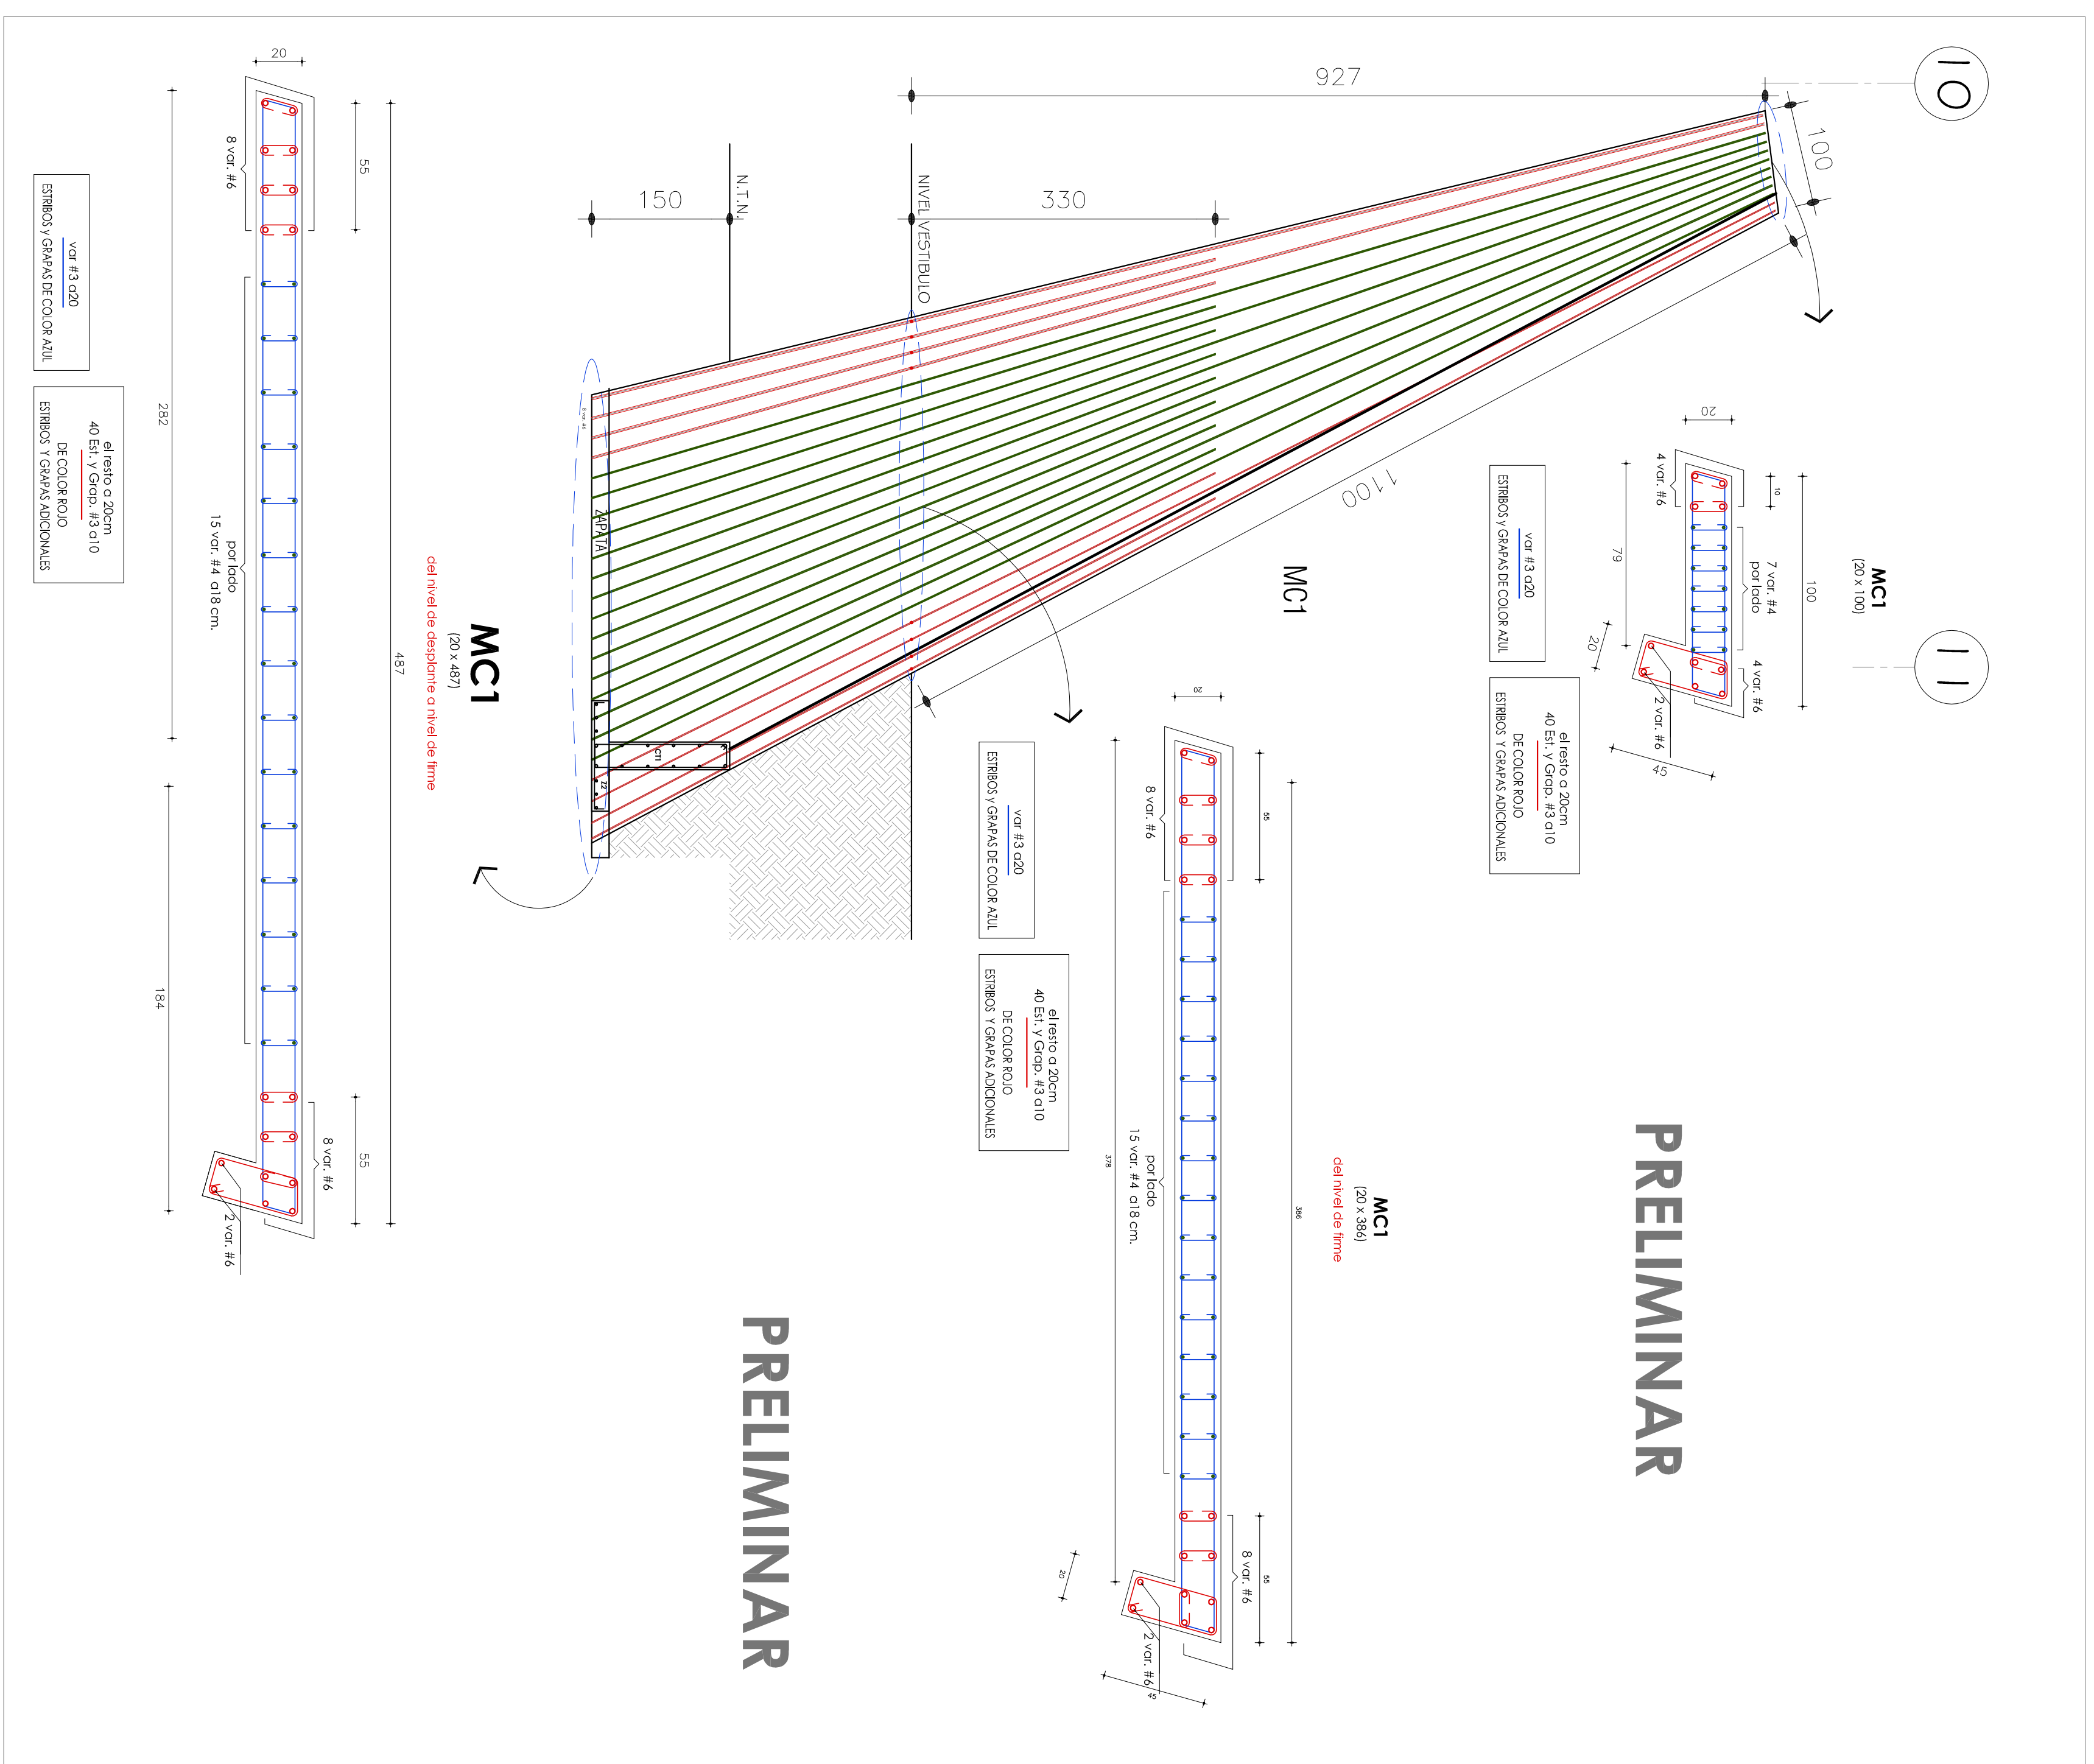 10
11
MC1
(20 x 100)
100
10
7 var. #4
por lado
4 var. #6
20
4 var. #6
2 var. #6
79
20
45
var #3 a20
ESTRIBOS y GRAPAS DE COLOR AZUL
el resto a 20cm
40 Est. y Grap. #3 a10
DE COLOR ROJO
ESTRIBOS Y GRAPAS ADICIONALES
927
100
1100
330
NIVEL VESTIBULO
N.T.N.
150
8 var. #6
ZAPATA
CT1
Z2
MC1
MC1
(20 x 386)
del nivel de firme
386
55
55
20
8 var. #6
8 var. #6
15 var. #4 a18 cm.
por lado
378
2 var. #6
20
45
var #3 a20
ESTRIBOS y GRAPAS DE COLOR AZUL
el resto a 20cm
40 Est. y Grap. #3 a10
DE COLOR ROJO
ESTRIBOS Y GRAPAS ADICIONALES
MC1
(20 x 487)
del nivel de desplante a nivel de firme
487
55
55
20
8 var. #6
8 var. #6
por lado
15 var. #4 a18 cm.
2 var. #6
282
184
var #3 a20
ESTRIBOS y GRAPAS DE COLOR AZUL
el resto a 20cm
40 Est. y Grap. #3 a10
DE COLOR ROJO
ESTRIBOS Y GRAPAS ADICIONALES
PRELIMINAR
PRELIMINAR